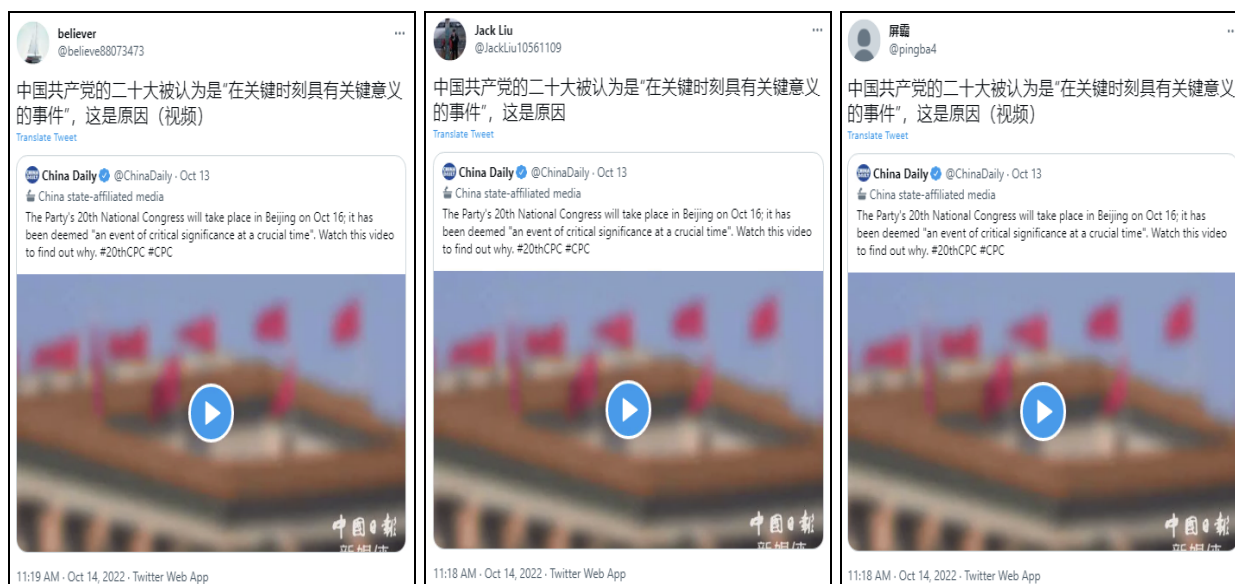 believer
@believe88073473
中国共产党的二十大被认为是“在关键时刻具有关键意义
的事件”，这是原因（视频）
Translate Tweet
China Daily @ChinaDaily · Oct 13
China state-affiliated media
The Party's 20th National Congress will take place in Beijing on Oct 16; it has
been deemed "an event of critical significance at a crucial time". Watch this video
to find out why. #20thCPC #CPC
中国日报
新媒体
11:19 AM · Oct 14, 2022 · Twitter Web App
Jack Liu
@JackLiu10561109
中国共产党的二十大被认为是“在关键时刻具有关键意义
的事件”，这是原因
Translate Tweet
China Daily @ChinaDaily · Oct 13
China state-affiliated media
The Party's 20th National Congress will take place in Beijing on Oct 16; it has
been deemed "an event of critical significance at a crucial time". Watch this video
to find out why. #20thCPC #CPC
中国日报
新媒体
11:18 AM · Oct 14, 2022 · Twitter Web App
屏霸
@pingba4
中国共产党的二十大被认为是“在关键时刻具有关键意义
的事件”，这是原因（视频）
Translate Tweet
China Daily @ChinaDaily · Oct 13
China state-affiliated media
The Party's 20th National Congress will take place in Beijing on Oct 16; it has
been deemed "an event of critical significance at a crucial time". Watch this video
to find out why. #20thCPC #CPC
中国日报
新媒体
11:18 AM · Oct 14, 2022 · Twitter Web App